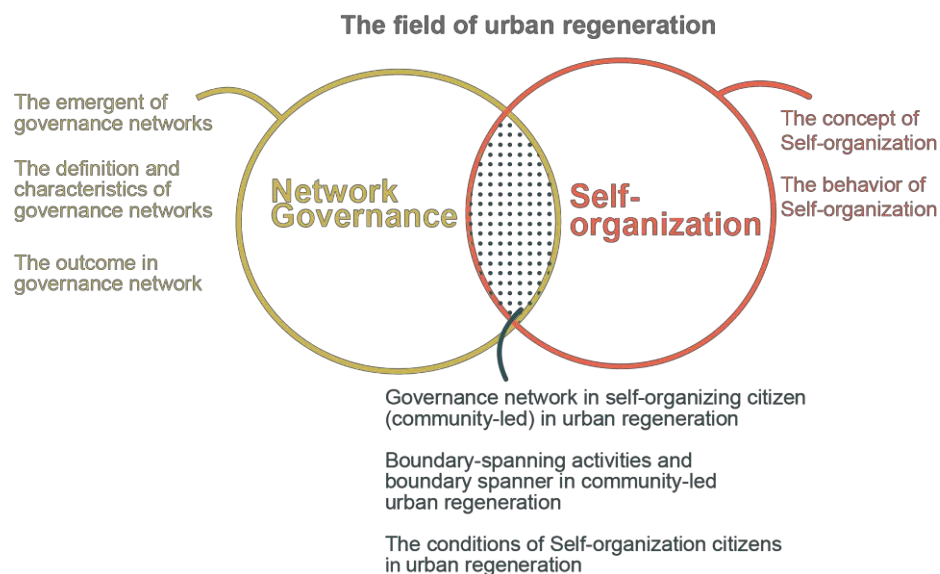 The field of urban regeneration
The emergent of
governance networks
The definition and
characteristics of
governance networks
The outcome in
governance network
Network
Governance
Self-
organization
The concept of
Self-organization
The behavior of
Self-organization
Governance network in self-organizing citizen
(community-led) in urban regeneration
Boundary-spanning activities and
boundary spanner in community-led
urban regeneration
The conditions of Self-organization citizens
in urban regeneration